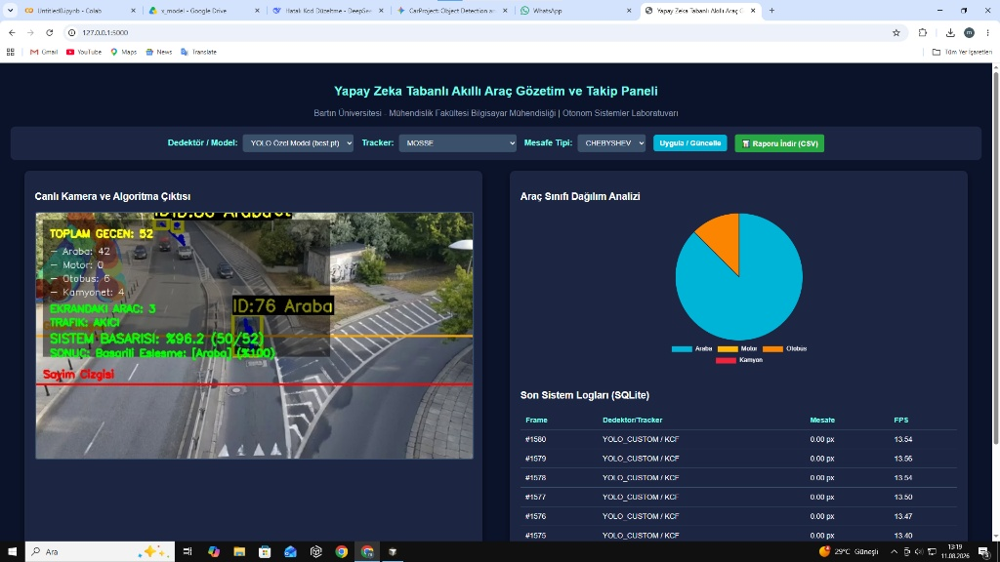 Untitled0.ipynb - Colab
x_model - Google Drive
Hatalı Kod Düzeltme - DeepSe
CarProject: Object Detection a
WhatsApp
Yapay Zeka Tabanlı Akıllı Araç G
127.0.0.1:5000
Gmail
YouTube
Maps
News
Translate
Tüm Yer İşaretleri
Yapay Zeka Tabanlı Akıllı Araç Gözetim ve Takip Paneli
Bartın Üniversitesi - Mühendislik Fakültesi Bilgisayar Mühendisliği | Otonom Sistemler Laboratuvarı
Dedektör / Model: YOLO Özel Model (best.pt) Tracker: MOSSE Mesafe Tipi: CHEBYSHEV Uygula / Güncelle Raporu İndir (CSV)
Canlı Kamera ve Algoritma Çıktısı
TOPLAM GECEN: 52
- Araba: 42
- Motor: 0
- Otobus: 6
- Kamyonet: 4
EKRANDAKI ARAC: 3
TRAFIK: AKICI
SISTEM BASARISI: %96.2 (50/52)
SONUC: Basarili Eslesme: [Araba] (%100)
ID:76 Araba
Sayim Cizgisi
Araç Sınıfı Dağılım Analizi
Araba
Motor
Otobüs
Kamyon
Son Sistem Logları (SQLite)
Frame Dedektör/Tracker Mesafe FPS
#1580 YOLO_CUSTOM / KCF 0.00 px 13.54
#1579 YOLO_CUSTOM / KCF 0.00 px 13.56
#1578 YOLO_CUSTOM / KCF 0.00 px 13.54
#1577 YOLO_CUSTOM / KCF 0.00 px 13.50
#1576 YOLO_CUSTOM / KCF 0.00 px 13.47
#1575 YOLO_CUSTOM / KCF 0.00 px 13.40
Ara
29°C Güneşli
13:19
11.08.2026